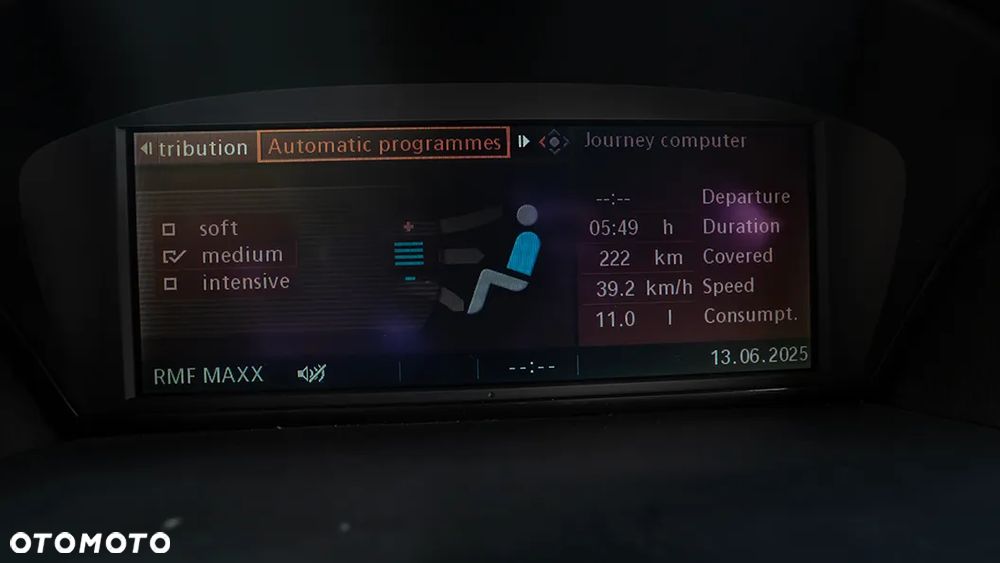 tribution Automatic programmes Journey computer
soft
medium
intensive
--:-- Departure
05:49 h Duration
222 km Covered
39.2 km/h Speed
11.0 l Consumpt.
RMF MAXX --:-- 13.06.2025
OTOMOTO